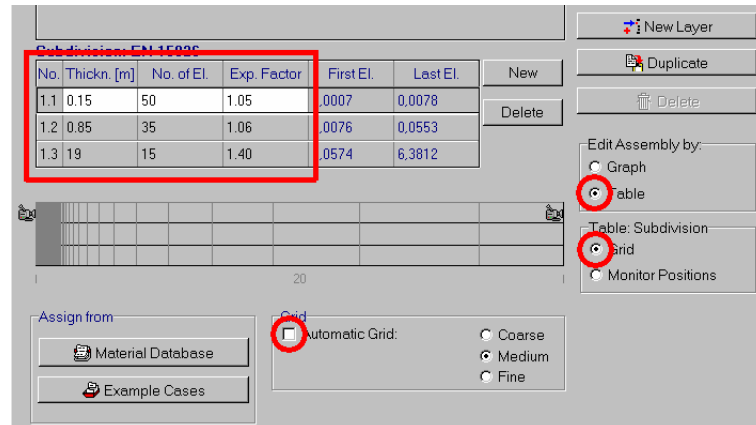 New Layer
Subdivision: EN 15026
No. Thickn. [m] No. of El. Exp. Factor First El. Last El. New
Duplicate
1.1 0.15 50 1.05 ,0007 0,0078
Delete
Delete
1.2 0.85 35 1.06 ,0076 0,0553
1.3 19 15 1.40 ,0574 6,3812
Edit Assembly by:
Graph
Table
Table: Subdivision
Grid
Monitor Positions
20
Assign from
Material Database
Example Cases
Grid
Automatic Grid:
Coarse
Medium
Fine